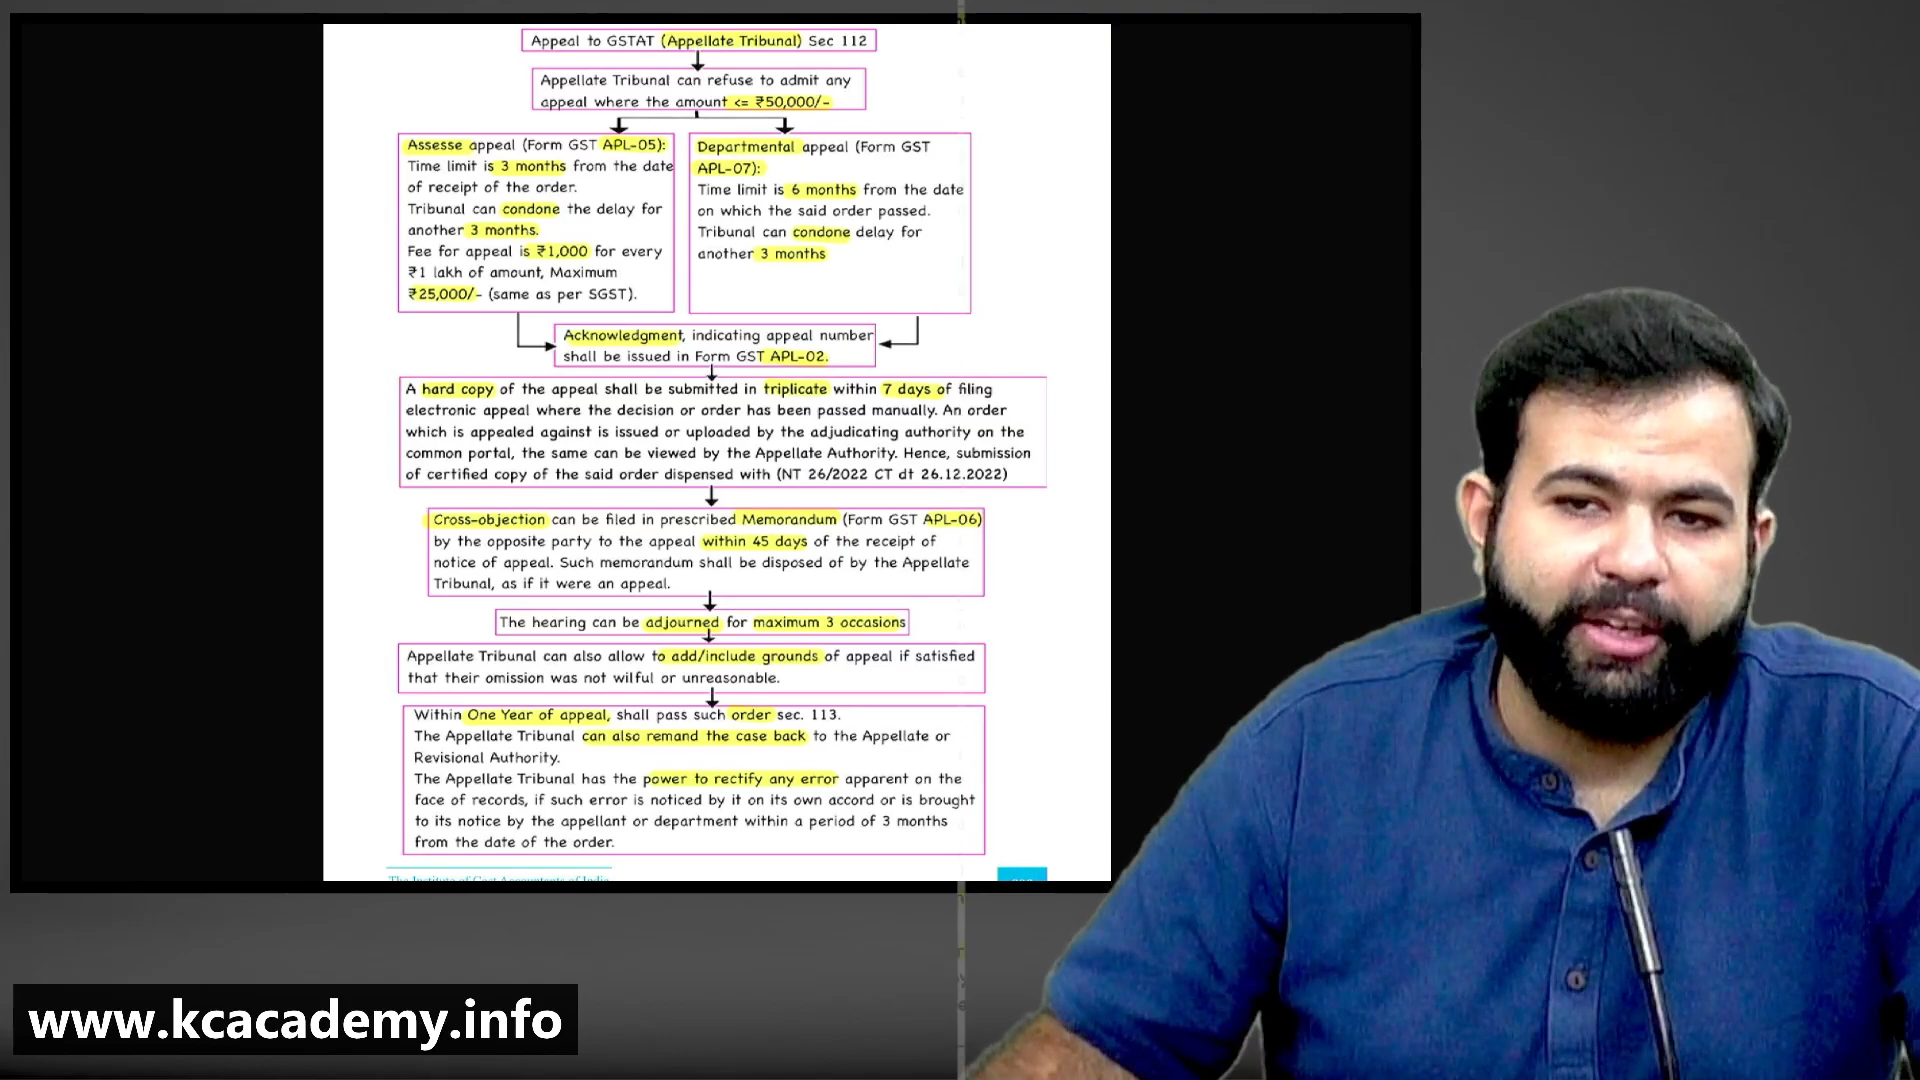 Appeal to GSTAT (Appellate Tribunal) Sec 112
Appellate Tribunal can refuse to admit any
appeal where the amount <= ₹50,000/-
Assesse appeal (Form GST APL-05):
Time limit is 3 months from the date
of receipt of the order.
Tribunal can condone the delay for
another 3 months.
Fee for appeal is ₹1,000 for every
₹1 lakh of amount, Maximum
₹25,000/- (same as per SGST).
Departmental appeal (Form GST
APL-07):
Time limit is 6 months from the date
on which the said order passed.
Tribunal can condone delay for
another 3 months
Acknowledgment, indicating appeal number
shall be issued in Form GST APL-02.
A hard copy of the appeal shall be submitted in triplicate within 7 days of filing
electronic appeal where the decision or order has been passed manually. An order
which is appealed against is issued or uploaded by the adjudicating authority on the
common portal, the same can be viewed by the Appellate Authority. Hence, submission
of certified copy of the said order dispensed with (NT 26/2022 CT dt 26.12.2022)
Cross-objection can be filed in prescribed Memorandum (Form GST APL-06)
by the opposite party to the appeal within 45 days of the receipt of
notice of appeal. Such memorandum shall be disposed of by the Appellate
Tribunal, as if it were an appeal.
The hearing can be adjourned for maximum 3 occasions
Appellate Tribunal can also allow to add/include grounds of appeal if satisfied
that their omission was not wilful or unreasonable.
Within One Year of appeal, shall pass such order sec. 113.
The Appellate Tribunal can also remand the case back to the Appellate or
Revisional Authority.
The Appellate Tribunal has the power to rectify any error apparent on the
face of records, if such error is noticed by it on its own accord or is brought
to its notice by the appellant or department within a period of 3 months
from the date of the order.
The Institute of Cost Accountants of India
www.kcacademy.info